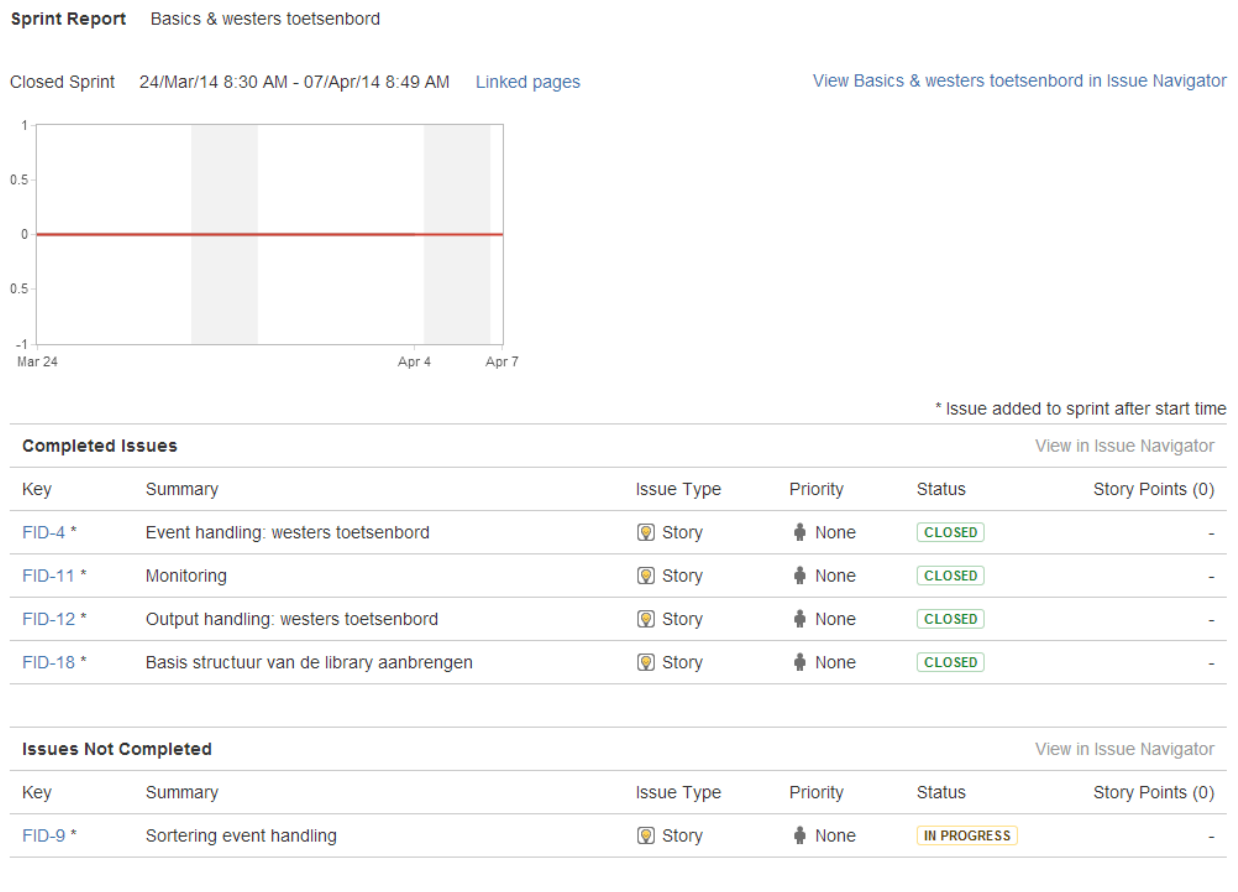 Sprint Report Basics & westers toetsenbord
Closed Sprint 24/Mar/14 8:30 AM - 07/Apr/14 8:49 AM Linked pages View Basics & westers toetsenbord in Issue Navigator
1
0.5
0
0.5
-1
Mar 24 Apr 4 Apr 7
* Issue added to sprint after start time
Completed Issues View in Issue Navigator
Key Summary Issue Type Priority Status Story Points (0)
FID-4 * Event handling: westers toetsenbord Story None CLOSED -
FID-11 * Monitoring Story None CLOSED -
FID-12 * Output handling: westers toetsenbord Story None CLOSED -
FID-18 * Basis structuur van de library aanbrengen Story None CLOSED -
Issues Not Completed View in Issue Navigator
Key Summary Issue Type Priority Status Story Points (0)
FID-9 * Sortering event handling Story None IN PROGRESS -